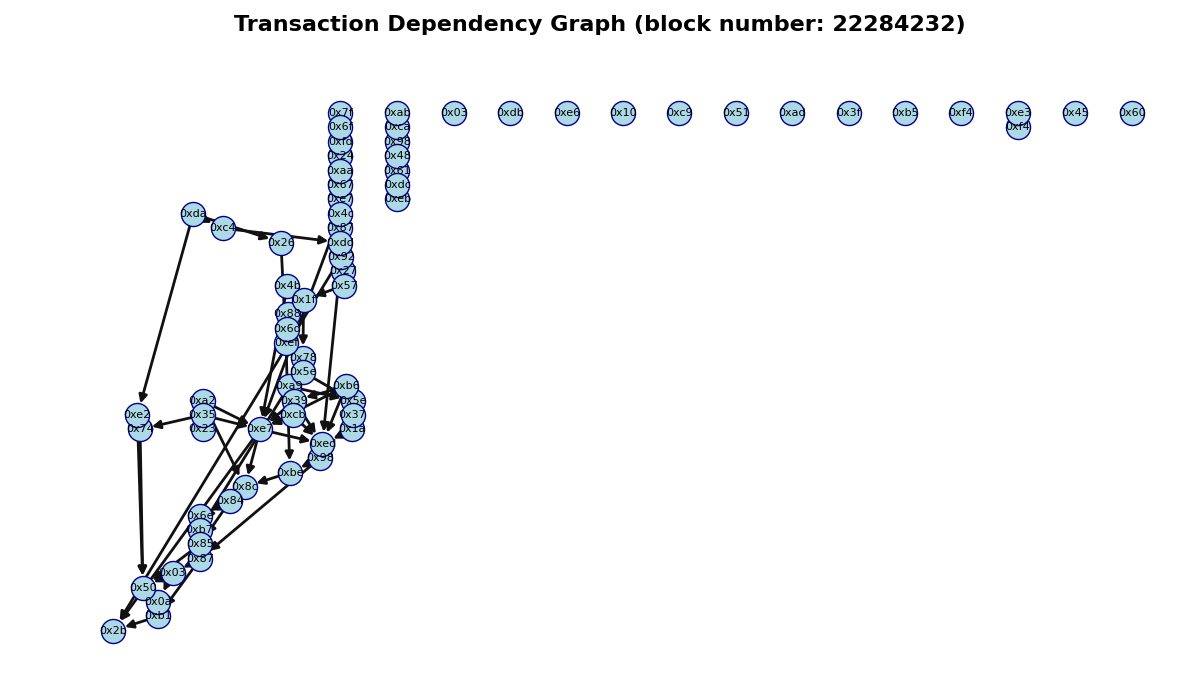 Transaction Dependency Graph (block number: 22284232)
0x7f 0xab 0x03 0xdb 0xe6 0x10 0xc9 0x51 0xad 0x3f 0xb5 0xf4 0xe3 0x45 0x60
0x6f 0xca 0xf4
0xfd 0x98
0x24 0x48
0xaa 0x61
0x67 0xdc
0xe7 0xeb
0xda 0x4c
0xc4 0x87
0x26 0xdd
0x92
0x27
0x4b 0x57
0x1f
0x88
0x6d
0xef
0x78
0x5e
0xa9 0xb6
0xa2 0x39 0x5e
0xe2 0x35 0xcb 0x37
0x74 0x23 0xe7 0x1a
0xec
0x98
0xbe
0x8c
0x84
0x6e
0xb7
0x85
0x87
0x03
0x50
0x0a
0xb1
0x2b